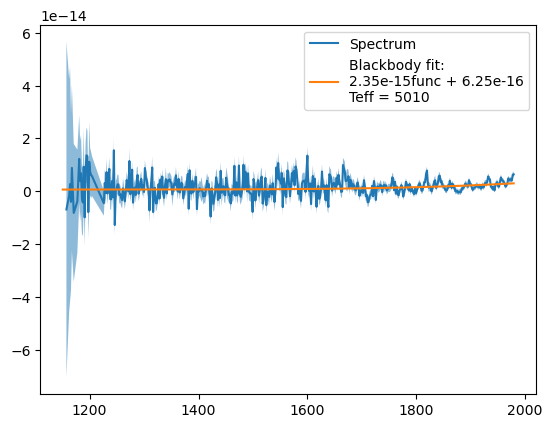 1e−14
6
4
2
0
−2
−4
−6
1200
1400
1600
1800
2000
Spectrum
Blackbody fit:
2.35e-15func + 6.25e-16
Teff = 5010